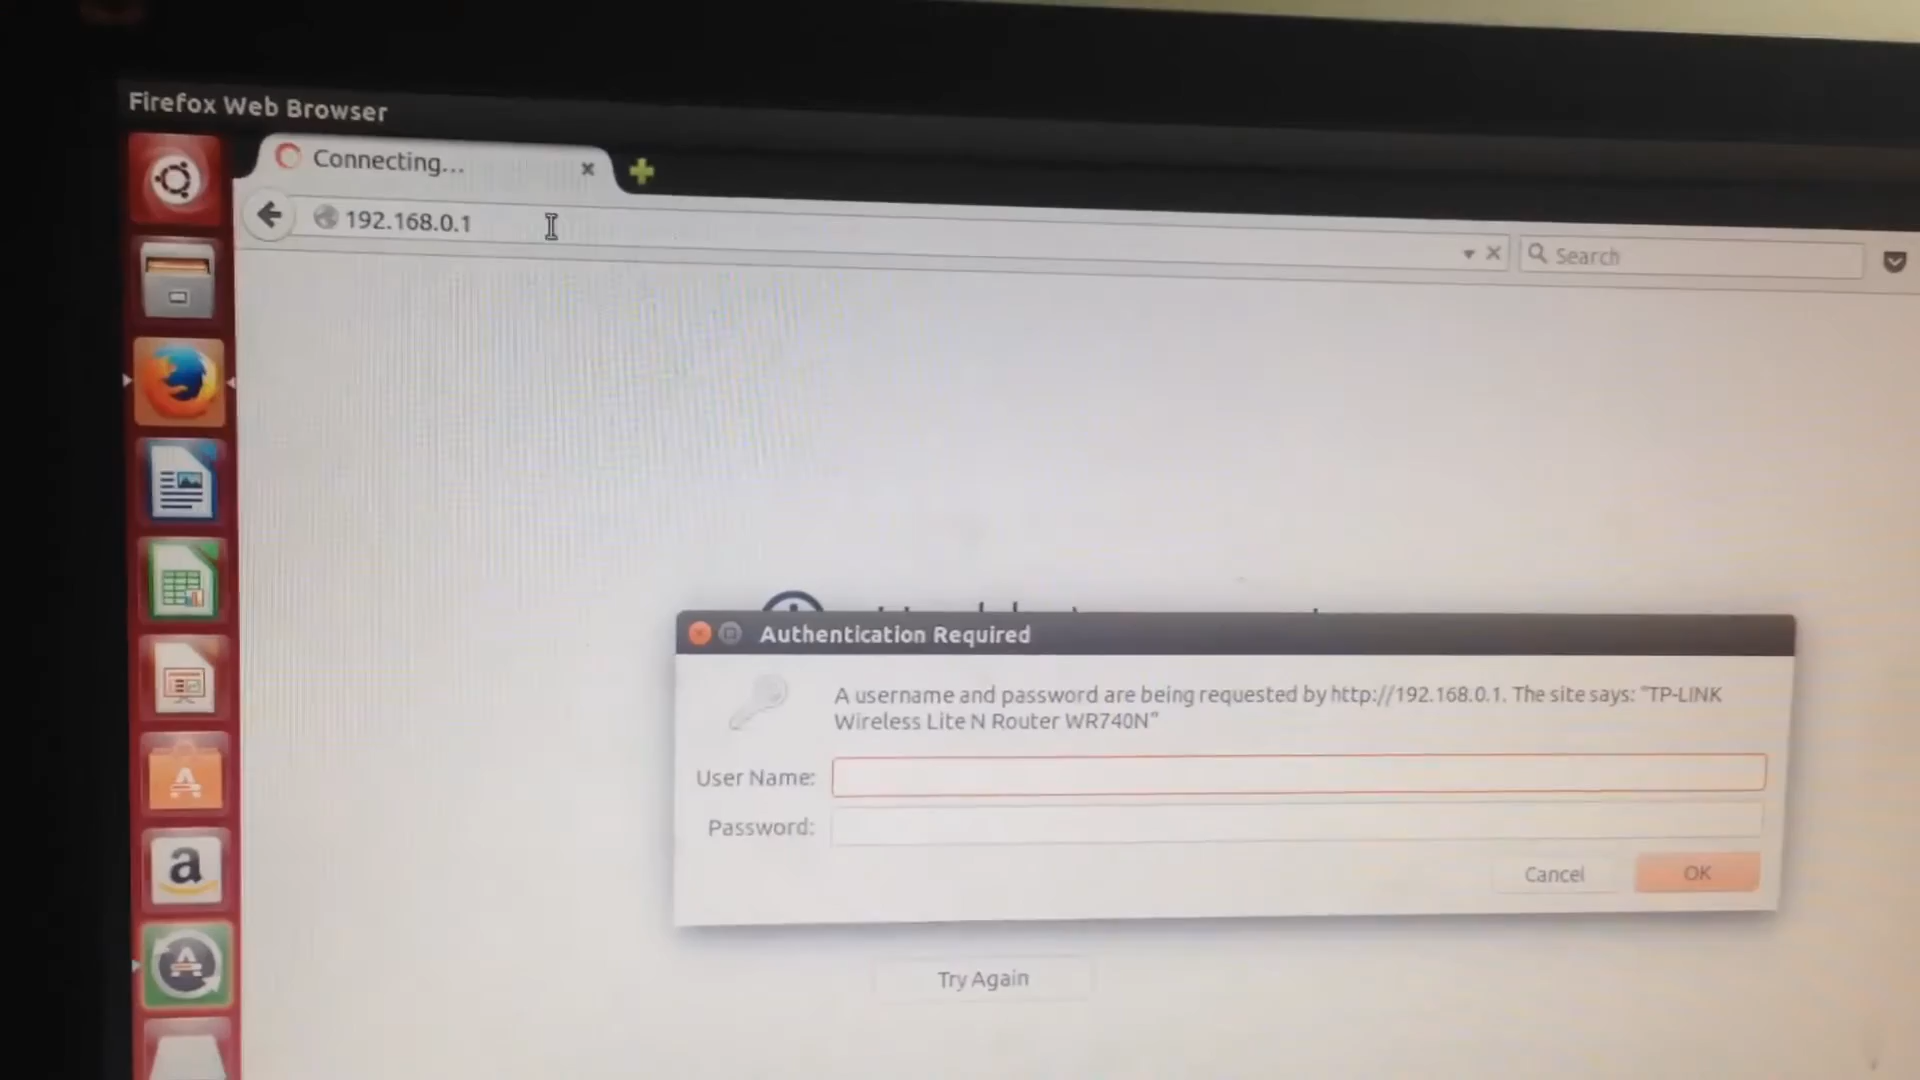 Firefox Web Browser
Connecting...
192.168.0.1
Search
Authentication Required
A username and password are being requested by http://192.168.0.1. The site says: "TP-LINK
Wireless Lite N Router WR740N"
User Name:
Password:
Cancel
OK
Try Again